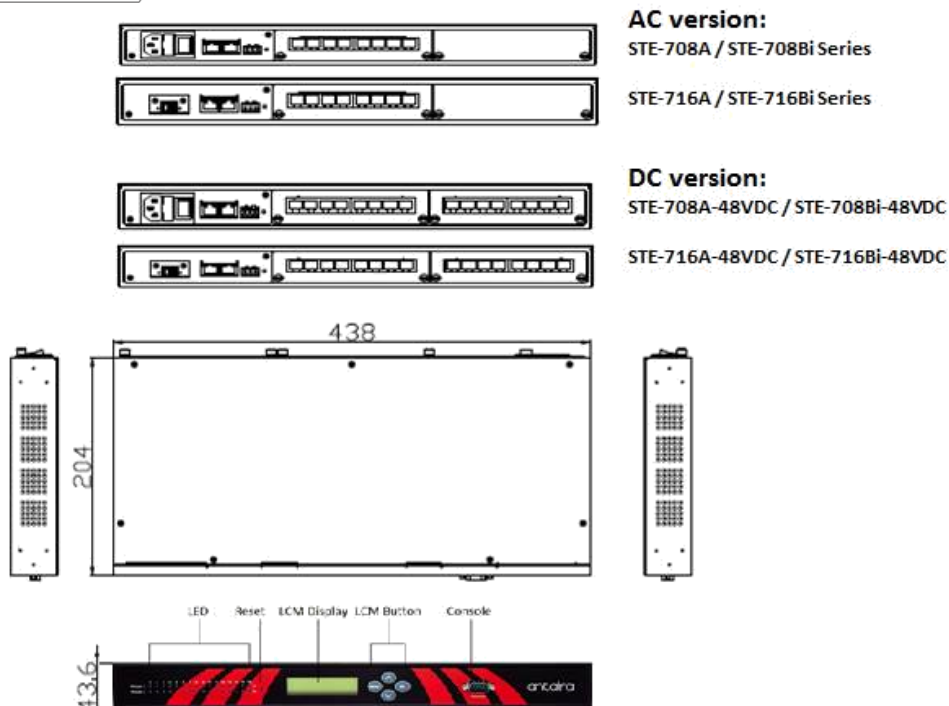 AC version:
STE-708A / STE-708Bi Series
STE-716A / STE-716Bi Series
DC version:
STE-708A-48VDC / STE-708Bi-48VDC
STE-716A-48VDC / STE-716Bi-48VDC
438
204
LED Reset LCM Display LCM Button Console
43.6
antaira